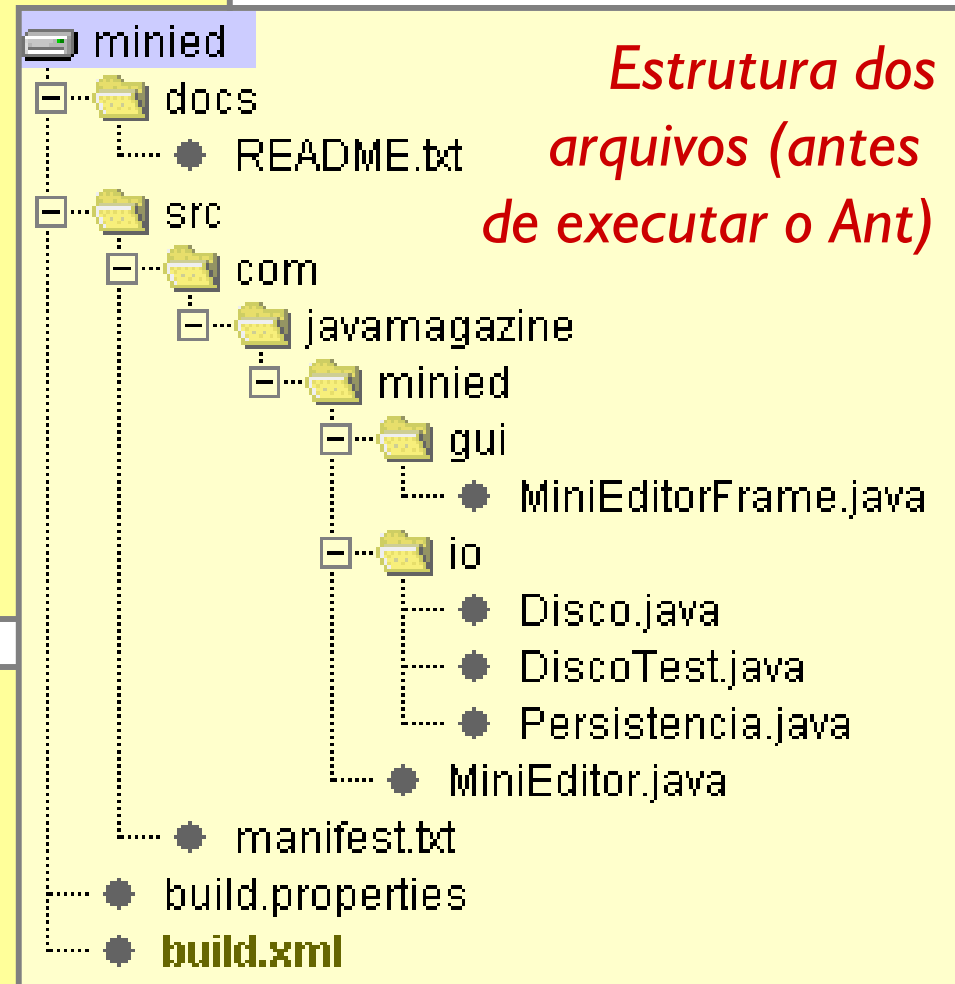 minied
Estrutura dos
arquivos (antes
de executar o Ant)
docs
README.txt
src
com
javamagazine
minied
gui
MiniEditorFrame.java
io
Disco.java
DiscoTest.java
Persistencia.java
MiniEditor.java
manifest.txt
build.properties
build.xml